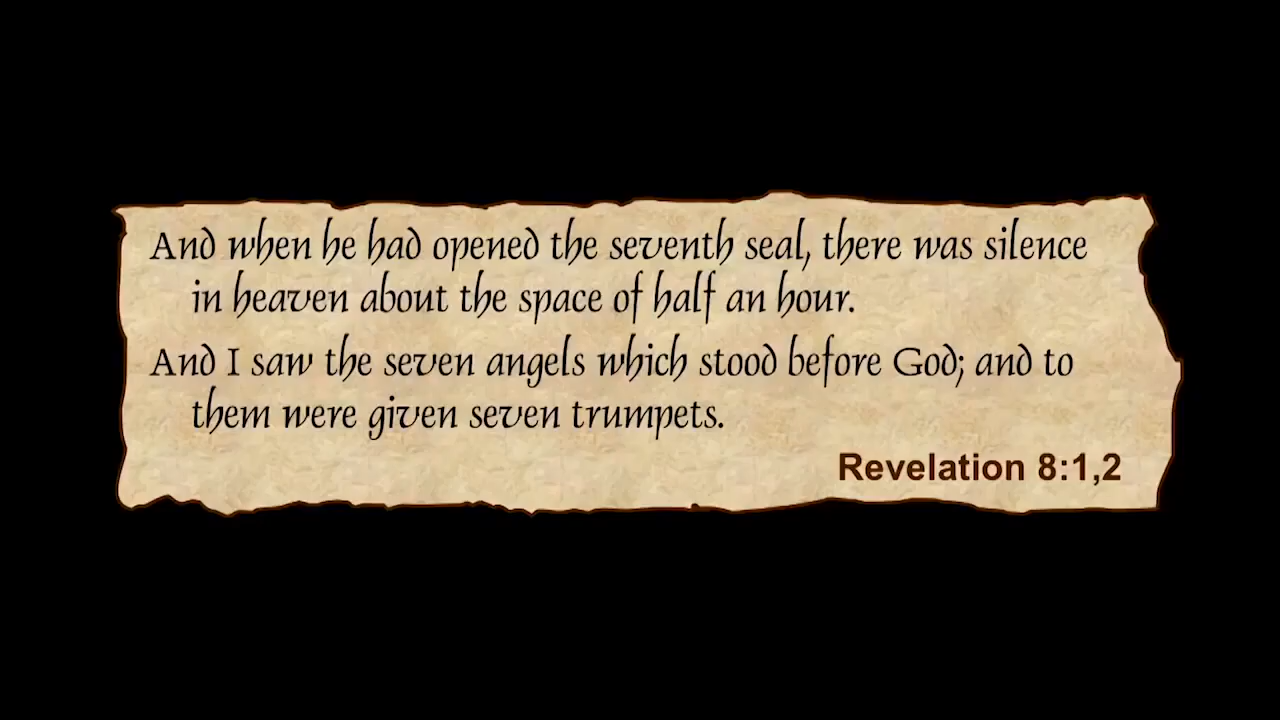 And when he had opened the seventh seal, there was silence
in heaven about the space of half an hour.
And I saw the seven angels which stood before God; and to
them were given seven trumpets.
Revelation 8:1,2